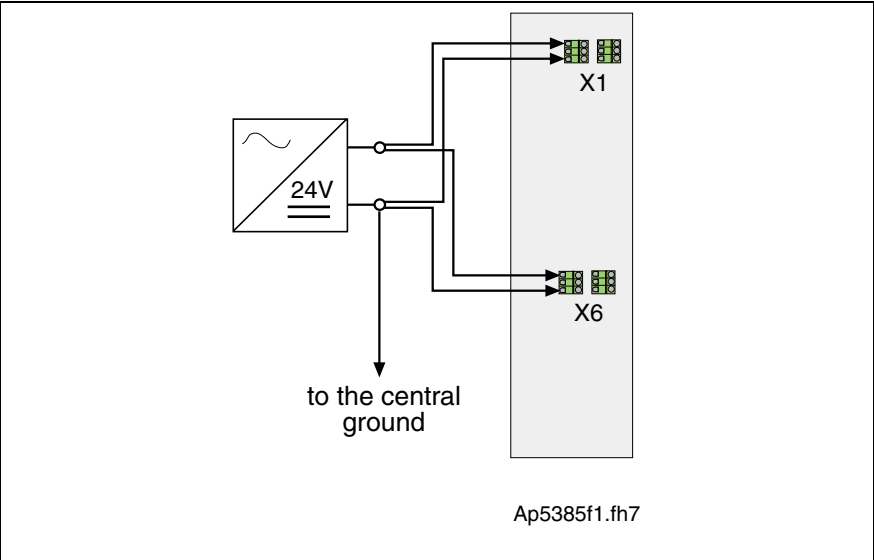 X1
24V
X6
to the central
ground
Ap5385f1.fh7